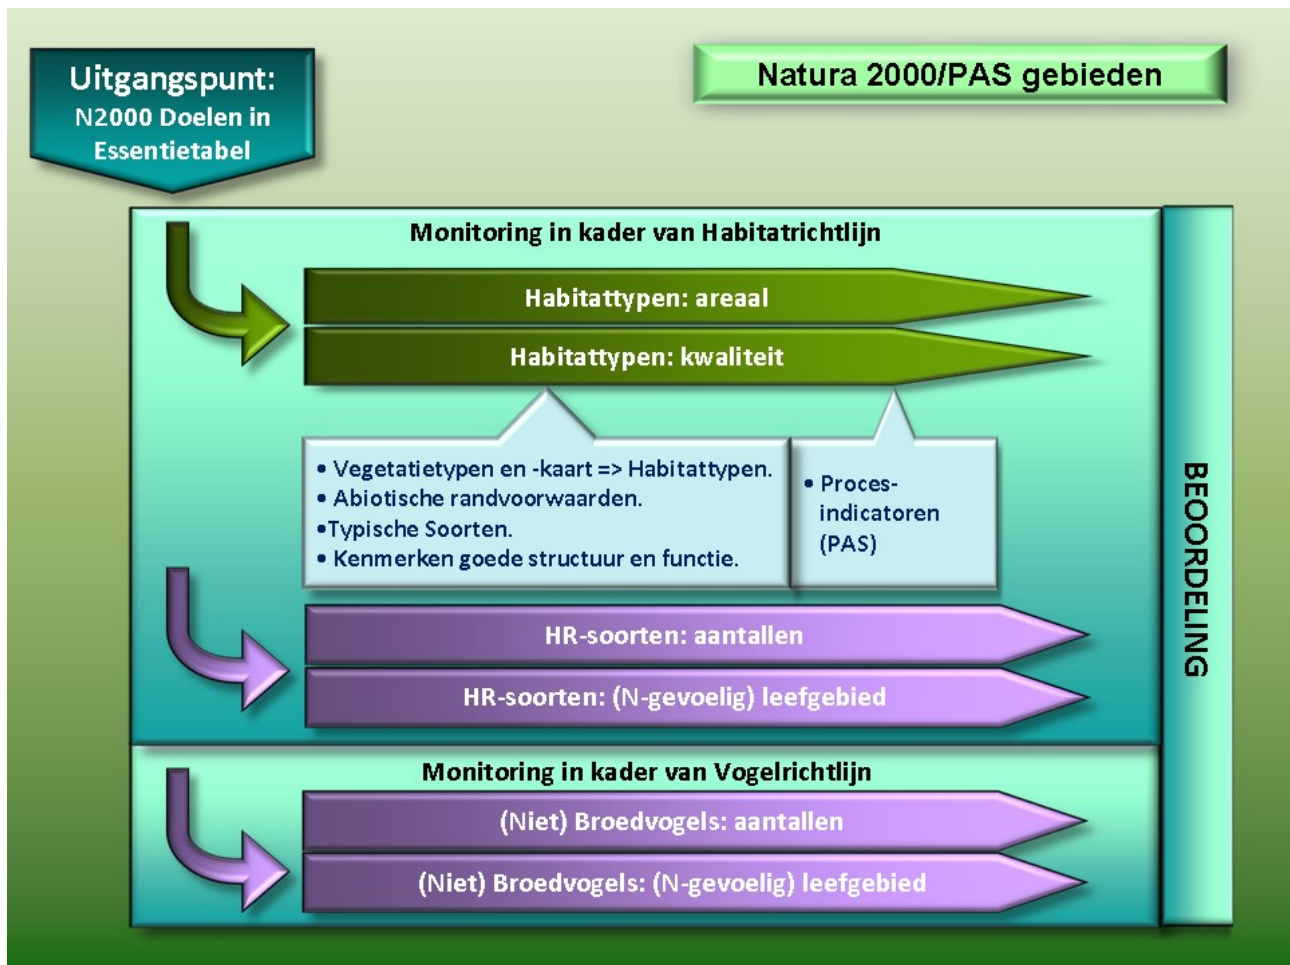 Uitgangspunt:
N2000 Doelen in
Essentietabel
Natura 2000/PAS gebieden
Monitoring in kader van Habitatrichtlijn
Habitattypen: areaal
Habitattypen: kwaliteit
• Vegetatietypen en -kaart => Habitattypen.
• Abiotische randvoorwaarden.
•Typische Soorten.
• Kenmerken goede structuur en functie.
• Proces-
indicatoren
(PAS)
HR-soorten: aantallen
HR-soorten: (N-gevoelig) leefgebied
Monitoring in kader van Vogelrichtlijn
(Niet) Broedvogels: aantallen
(Niet) Broedvogels: (N-gevoelig) leefgebied
BEOORDELING